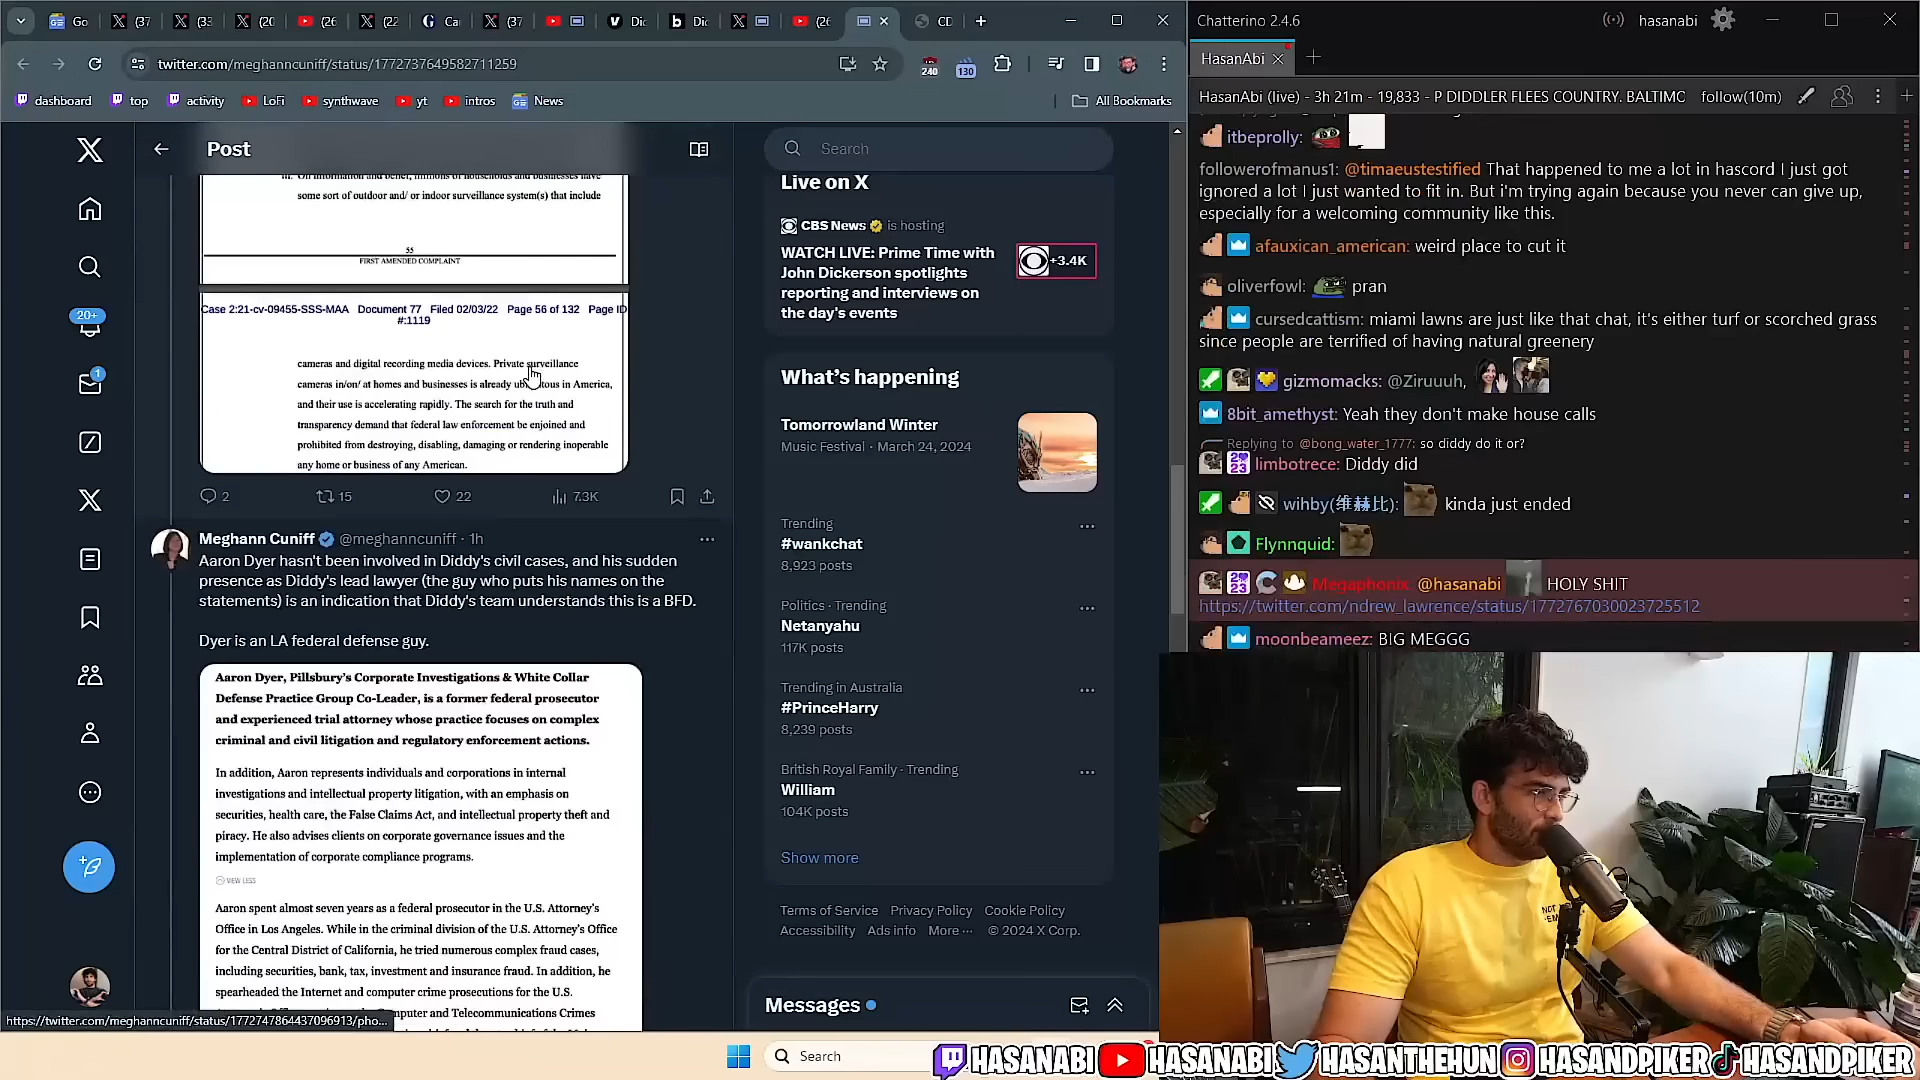 Go
(37
(33
(20
(26
(22
Ca
(37
Dic
Dic
(26
CD
twitter.com/meghanncuniff/status/1772737649582711259
240
130
dashboard
top
activity
LoFi
synthwave
yt
intros
News
All Bookmarks
Post
20+
1
some sort of outdoor and/ or indoor surveillance system(s) that include
55
FIRST AMENDED COMPLAINT
Case 2:21-cv-09455-SSS-MAA Document 77 Filed 02/03/22 Page 56 of 132 Page ID
#:1119
cameras and digital recording media devices. Private surveillance
cameras in/on/ at homes and businesses is already in America,
and their use is accelerating rapidly. The search for the truth and
transparency demand that federal law enforcement be enjoined and
prohibited from destroying, disabling, damaging or rendering inoperable
any home or business of any American.
2
15
22
7.3K
Meghann Cuniff @meghanncuniff · 1h
Aaron Dyer hasn't been involved in Diddy's civil cases, and his sudden
presence as Diddy's lead lawyer (the guy who puts his names on the
statements) is an indication that Diddy's team understands this is a BFD.
Dyer is an LA federal defense guy.
Aaron Dyer, Pillsbury's Corporate Investigations & White Collar
Defense Practice Group Co-Leader, is a former federal prosecutor
and experienced trial attorney whose practice focuses on complex
criminal and civil litigation and regulatory enforcement actions.
In addition, Aaron represents individuals and corporations in internal
investigations and intellectual property litigation, with an emphasis on
securities, health care, the False Claims Act, and intellectual property theft and
piracy. He also advises clients on corporate governance issues and the
implementation of corporate compliance programs.
VIEW LESS
Aaron spent almost seven years as a federal prosecutor in the U.S. Attorney's
Office in Los Angeles. While in the criminal division of the U.S. Attorney's Office
for the Central District of California, he tried numerous complex fraud cases,
including securities, bank, tax, investment and insurance fraud. In addition, he
spearheaded the Internet and computer crime prosecutions for the U.S.
puter and Telecommunications Crimes
https://twitter.com/meghanncuniff/status/1772747864437096913/pho...
Search
Live on X
CBS News is hosting
WATCH LIVE: Prime Time with
John Dickerson spotlights
reporting and interviews on
the day's events
+3.4K
What's happening
Tomorrowland Winter
Music Festival · March 24, 2024
Trending
#wankchat
8,923 posts
Politics · Trending
Netanyahu
117K posts
Trending in Australia
#PrinceHarry
8,239 posts
British Royal Family · Trending
William
104K posts
Show more
Terms of Service Privacy Policy Cookie Policy
Accessibility Ads info More ··· © 2024 X Corp.
Messages
Search
Chatterino 2.4.6
hasanabi
HasanAbi
HasanAbi (live) - 3h 21m - 19,833 - P DIDDLER FLEES COUNTRY. BALTIMC
follow(10m)
itbeprolly:
followerofmanus1: @timaeustestified That happened to me a lot in hascord I just got
ignored a lot I just wanted to fit in. But i'm trying again because you never can give up,
especially for a welcoming community like this.
afauxican_american: weird place to cut it
oliverfowl: pran
cursedcattism: miami lawns are just like that chat, it's either turf or scorched grass
since people are terrified of having natural greenery
gizmomacks: @Ziruuuh,
8bit_amethyst: Yeah they don't make house calls
Replying to @bong_water_1777: so diddy do it or?
limbotrece: Diddy did
wihby(维赫比): kinda just ended
Flynnquid:
Megaphonix: @hasanabi HOLY SHIT
https://twitter.com/ndrew_lawrence/status/1772767030023725512
moonbeameez: BIG MEGGG
HASANABI HASANABI HASANTHEHUN HASANDPIKER HASANDPIKER